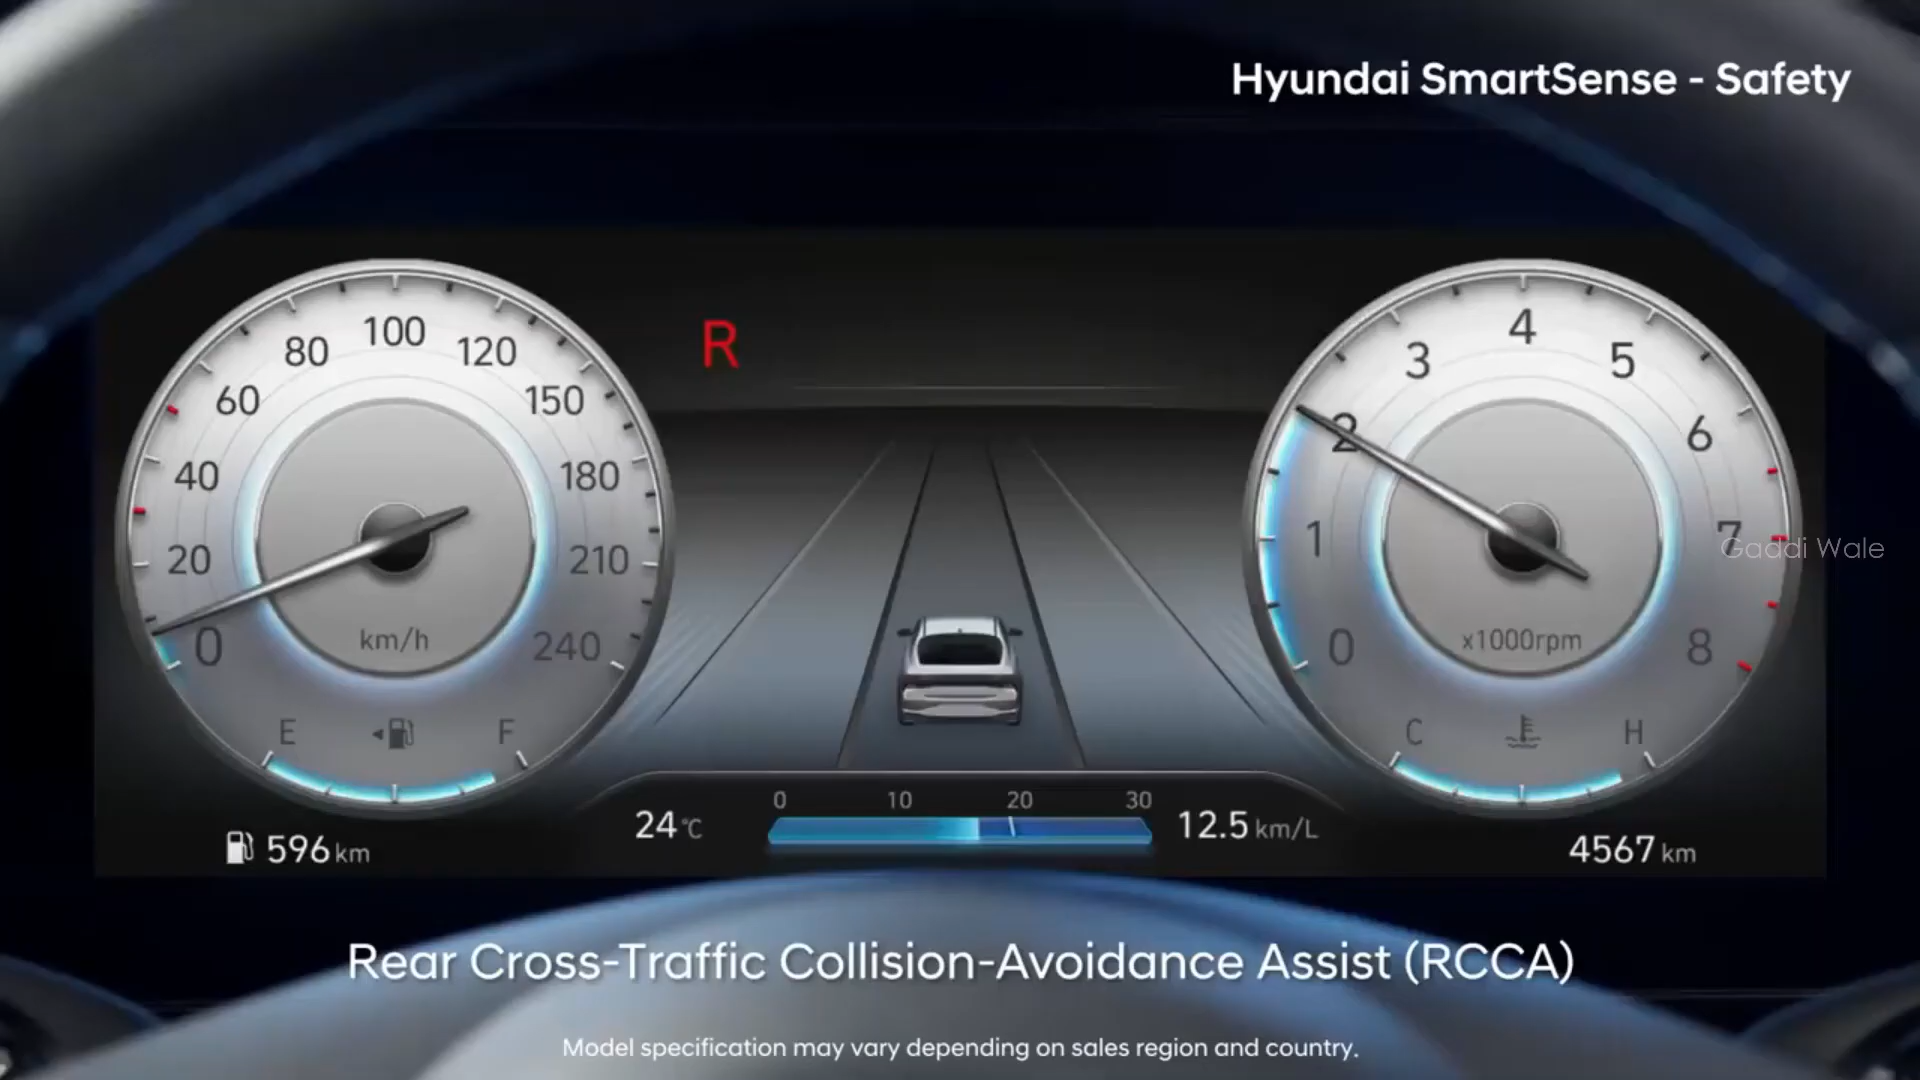 Hyundai SmartSense - Safety
R
0
20
40
60
80
100
120
150
180
210
240
km/h
E
F
0
1
2
3
4
5
6
7
8
x1000rpm
C
H
Gaddi Wale
0 10 20 30
24°C
12.5 km/L
596 km
4567 km
Rear Cross-Traffic Collision-Avoidance Assist (RCCA)
Model specification may vary depending on sales region and country.